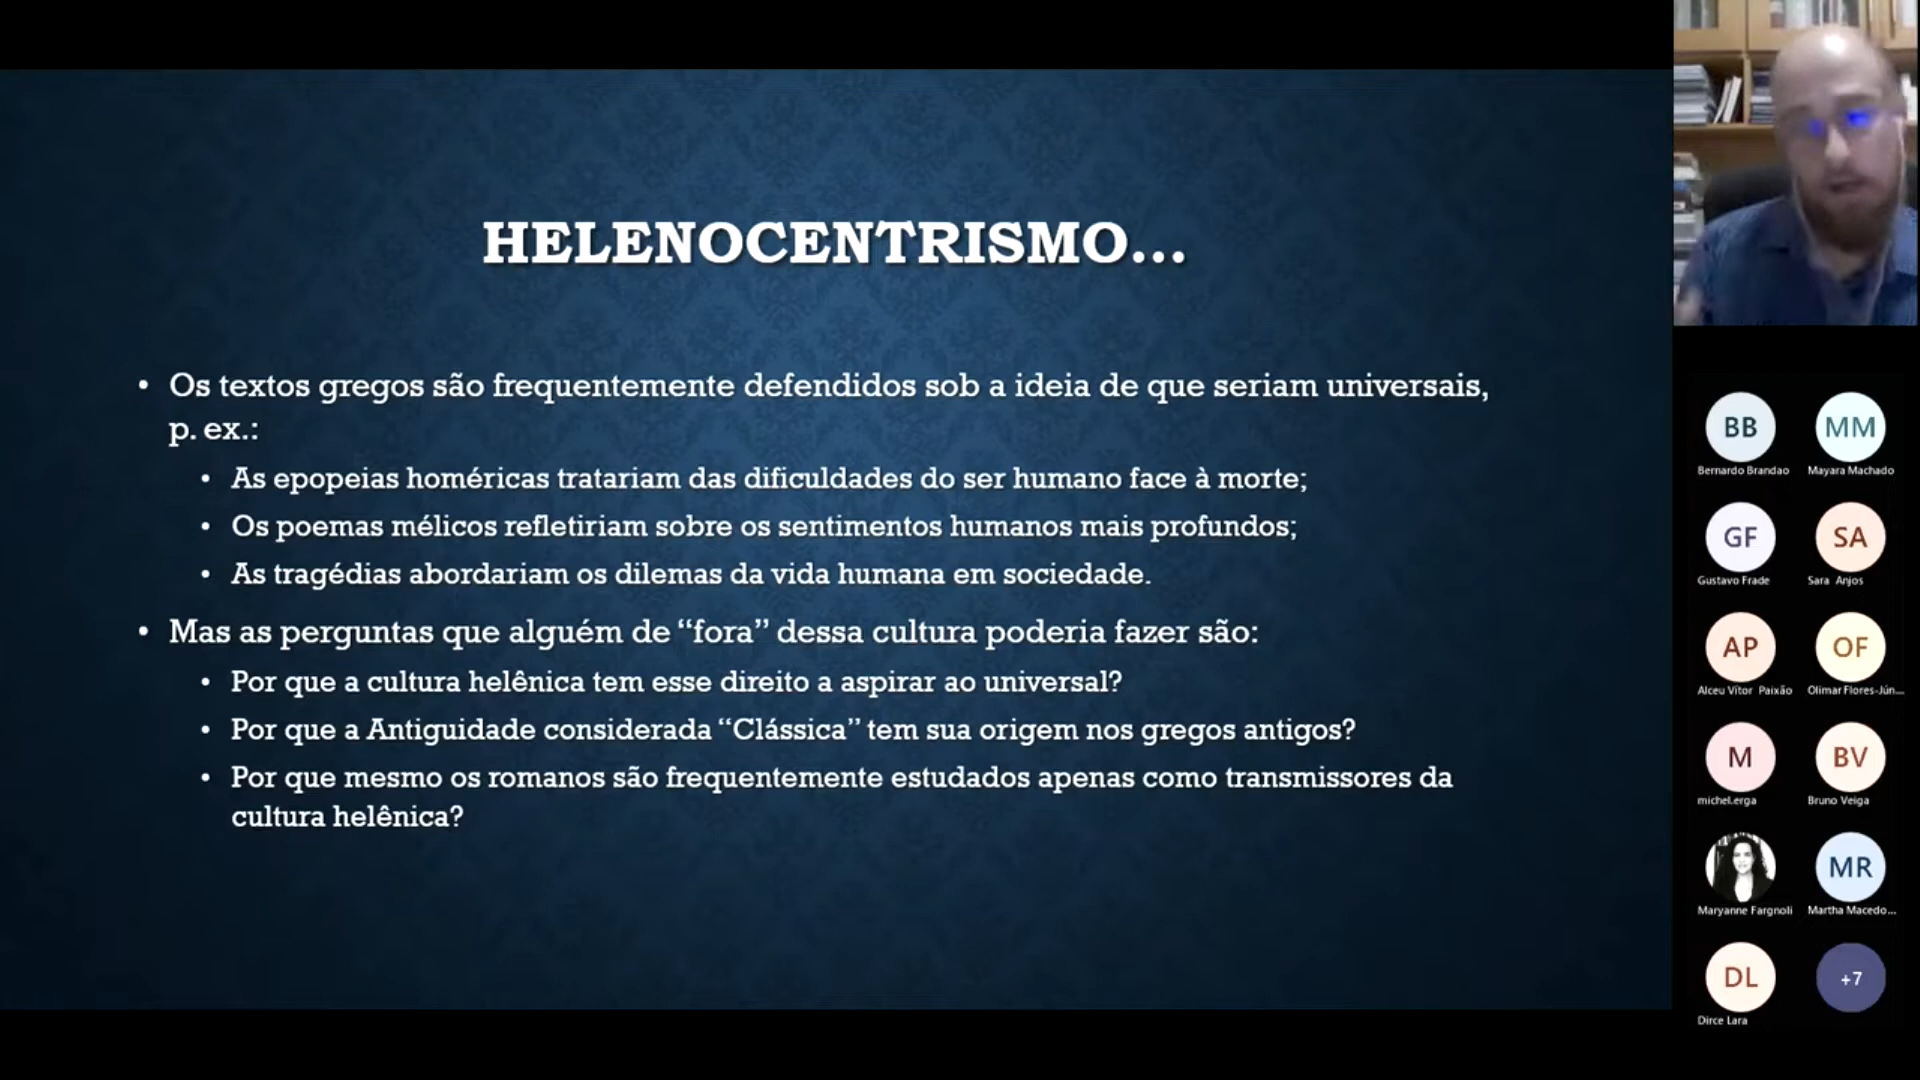 HELENOCENTRISMO...
• Os textos gregos são frequentemente defendidos sob a ideia de que seriam universais,
p. ex.:
• As epopeias homéricas tratariam das dificuldades do ser humano face à morte;
• Os poemas mélicos refletiriam sobre os sentimentos humanos mais profundos;
• As tragédias abordariam os dilemas da vida humana em sociedade.
• Mas as perguntas que alguém de “fora” dessa cultura poderia fazer são:
• Por que a cultura helênica tem esse direito a aspirar ao universal?
• Por que a Antiguidade considerada “Clássica” tem sua origem nos gregos antigos?
• Por que mesmo os romanos são frequentemente estudados apenas como transmissores da
cultura helênica?
BB
Bernardo Brandao
MM
Mayara Machado
GF
Gustavo Frade
SA
Sara Anjos
AP
Alceu Vítor Paixão
OF
Olimar Flores-Jún...
M
michel.erga
BV
Bruno Veiga
Maryanne Fargnoli
MR
Martha Macedo...
DL
Dirce Lara
+7